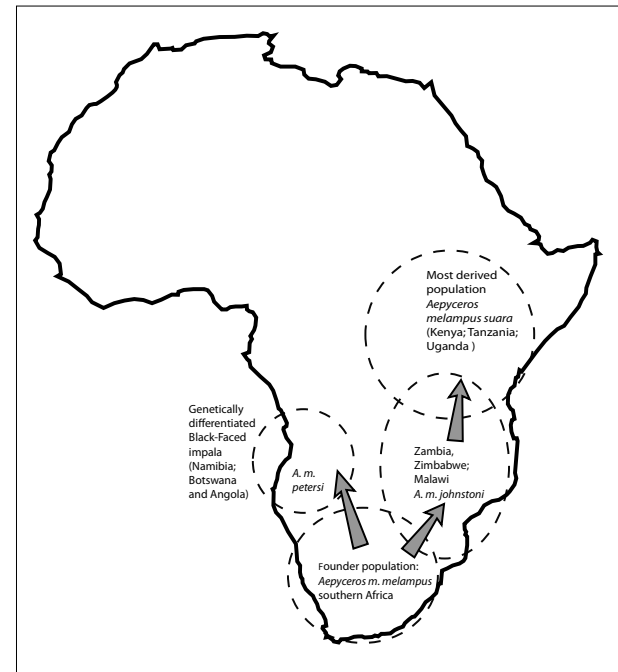 Most derived
population
Aepyceros
melampus suara
(Kenya; Tanzania;
Uganda )
Genetically
differentiated
Black-Faced
impala
(Namibia;
Botswana
and Angola)
A. m.
petersi
Zambia,
Zimbabwe;
Malawi
A. m. johnstoni
Founder population:
Aepyceros m. melampus
southern Africa